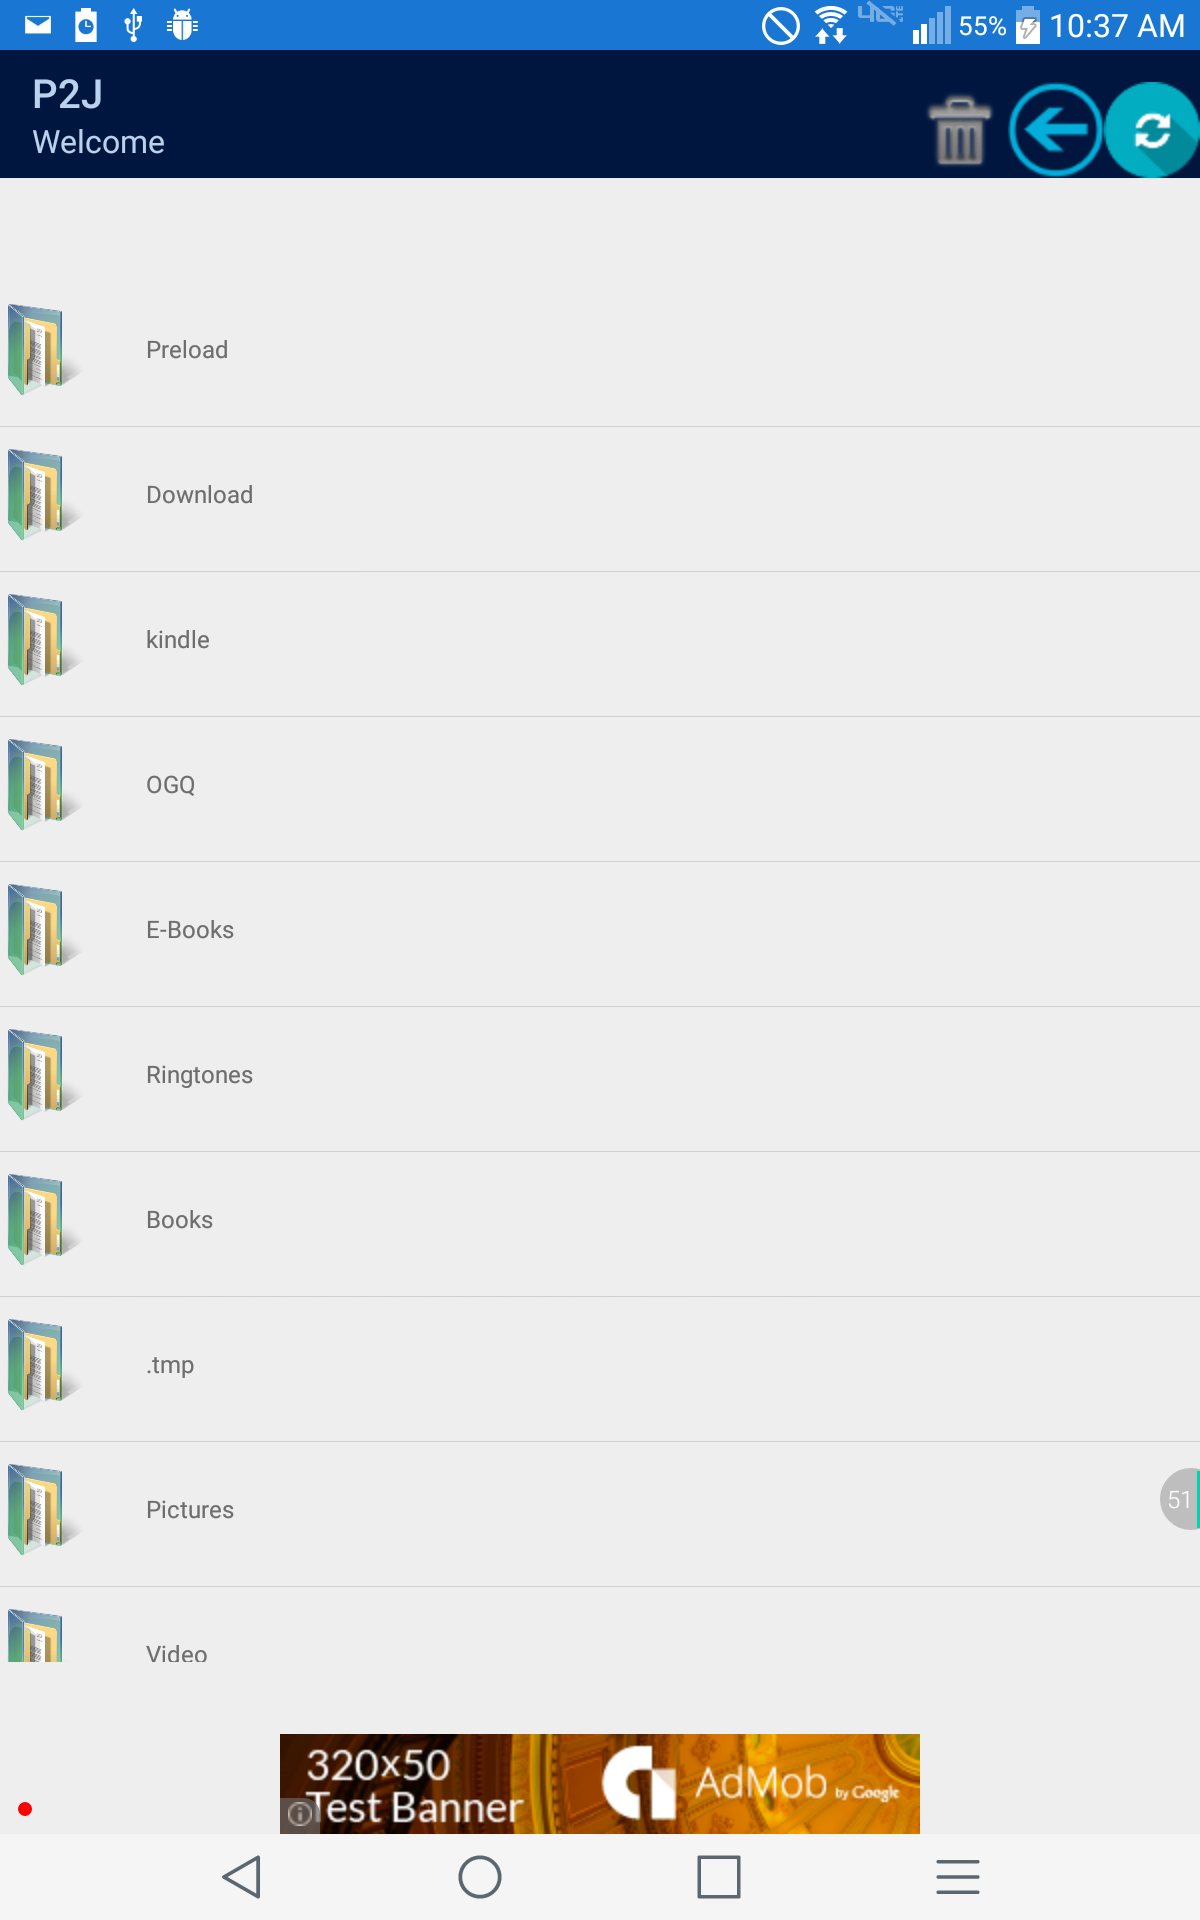 55% 10:37 AM
P2J
Welcome
Preload
Download
kindle
OGQ
E-Books
Ringtones
Books
.tmp
Pictures
51
Video
320x50
Test Banner
AdMob by Google